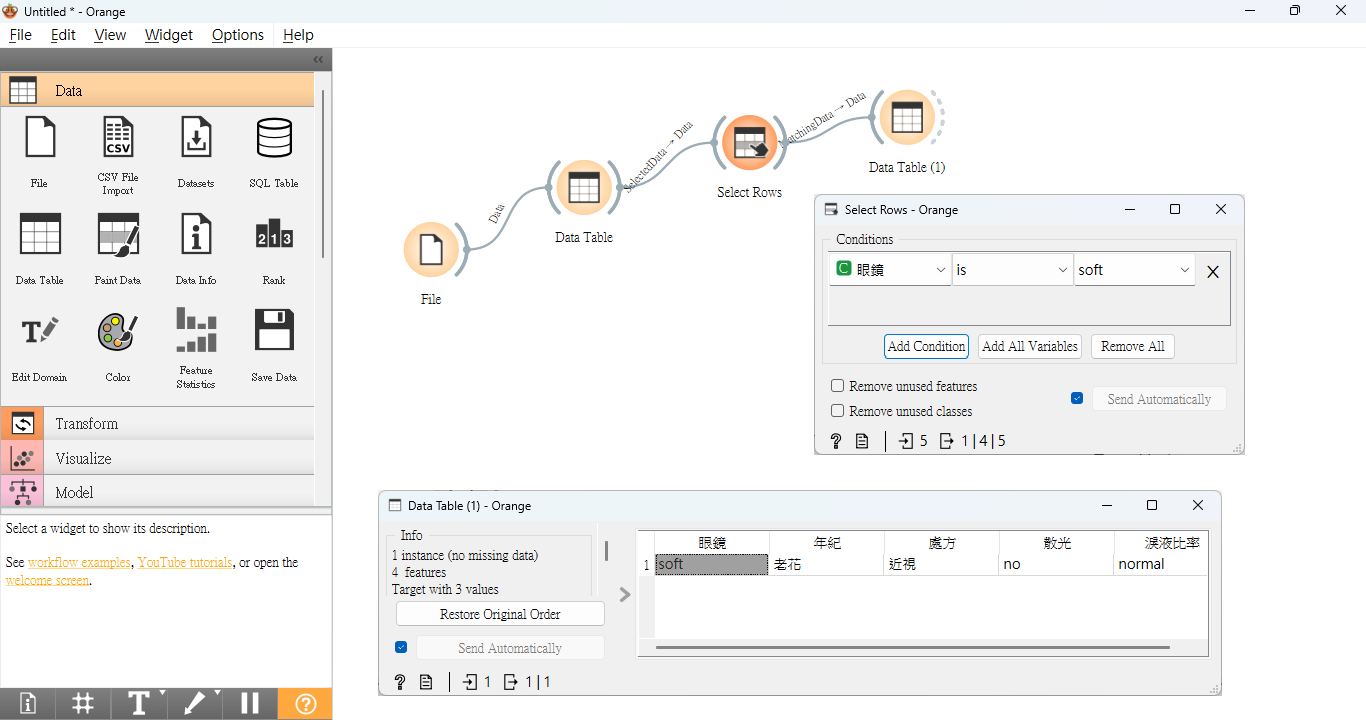 Untitled * - Orange
File Edit View Widget Options Help
Data
File
CSV File Import
Datasets
SQL Table
Data Table
Paint Data
Data Info
Rank
Edit Domain
Color
Feature Statistics
Save Data
Transform
Visualize
Model
Select a widget to show its description.
See workflow examples, YouTube tutorials, or open the
welcome screen.
File
Data
Data Table
SelectedData → Data
Select Rows
MatchingData → Data
Data Table (1)
Select Rows - Orange
Conditions
C 眼鏡 is soft
Add Condition Add All Variables Remove All
Remove unused features
Remove unused classes
Send Automatically
? 5 1|4|5
Data Table (1) - Orange
Info
1 instance (no missing data)
4 features
Target with 3 values
Restore Original Order
Send Automatically
? 1 1|1
眼鏡 年紀 處方 散光 淚液比率
1 soft 老花 近視 no normal